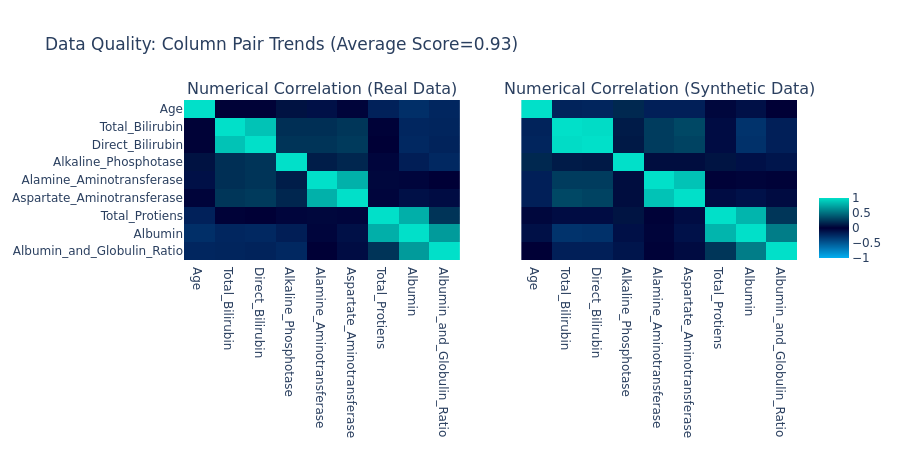 Data Quality: Column Pair Trends (Average Score=0.93)
Numerical Correlation (Real Data)
Numerical Correlation (Synthetic Data)
Age
Total_Bilirubin
Direct_Bilirubin
Alkaline_Phosphotase
Alamine_Aminotransferase
Aspartate_Aminotransferase
Total_Protiens
Albumin
Albumin_and_Globulin_Ratio
Age
Total_Bilirubin
Direct_Bilirubin
Alkaline_Phosphotase
Alamine_Aminotransferase
Aspartate_Aminotransferase
Total_Protiens
Albumin
Albumin_and_Globulin_Ratio
Age
Total_Bilirubin
Direct_Bilirubin
Alkaline_Phosphotase
Alamine_Aminotransferase
Aspartate_Aminotransferase
Total_Protiens
Albumin
Albumin_and_Globulin_Ratio
1
0.5
0
−0.5
−1